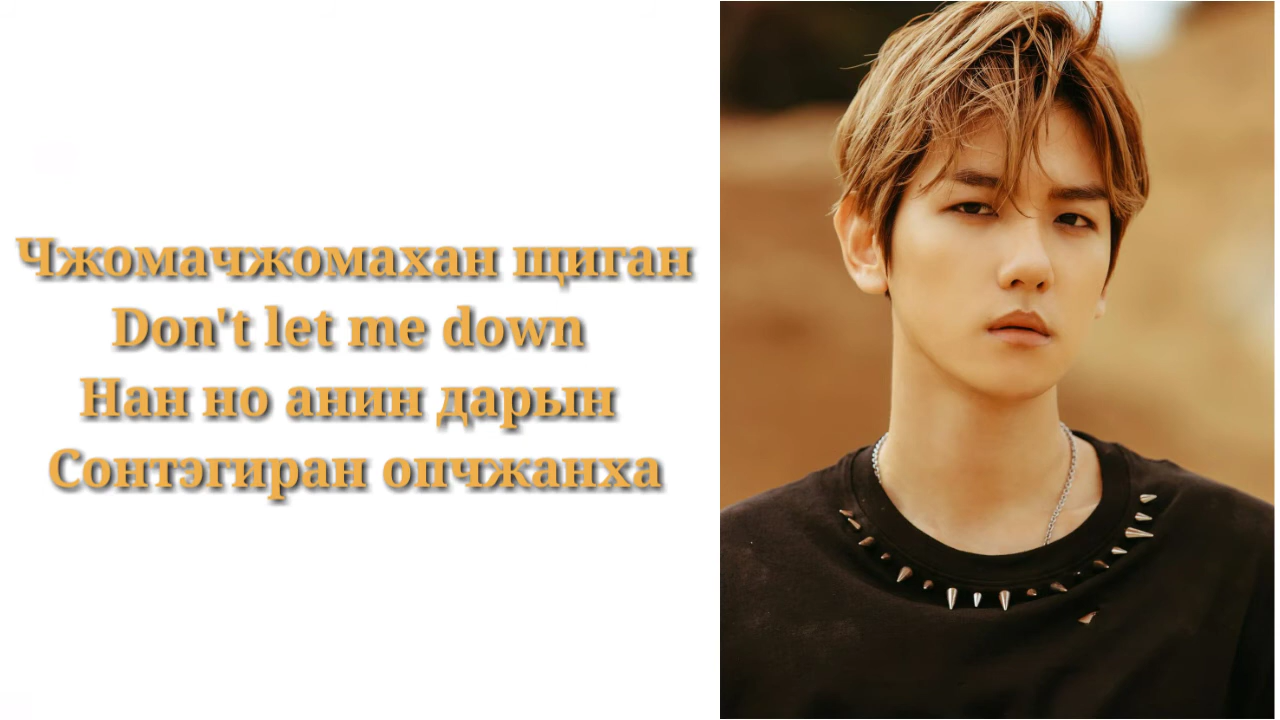 Чжомачжомахан щиган
Don't let me down
Нан но анин дарын
Сонтэгиран опчжанха